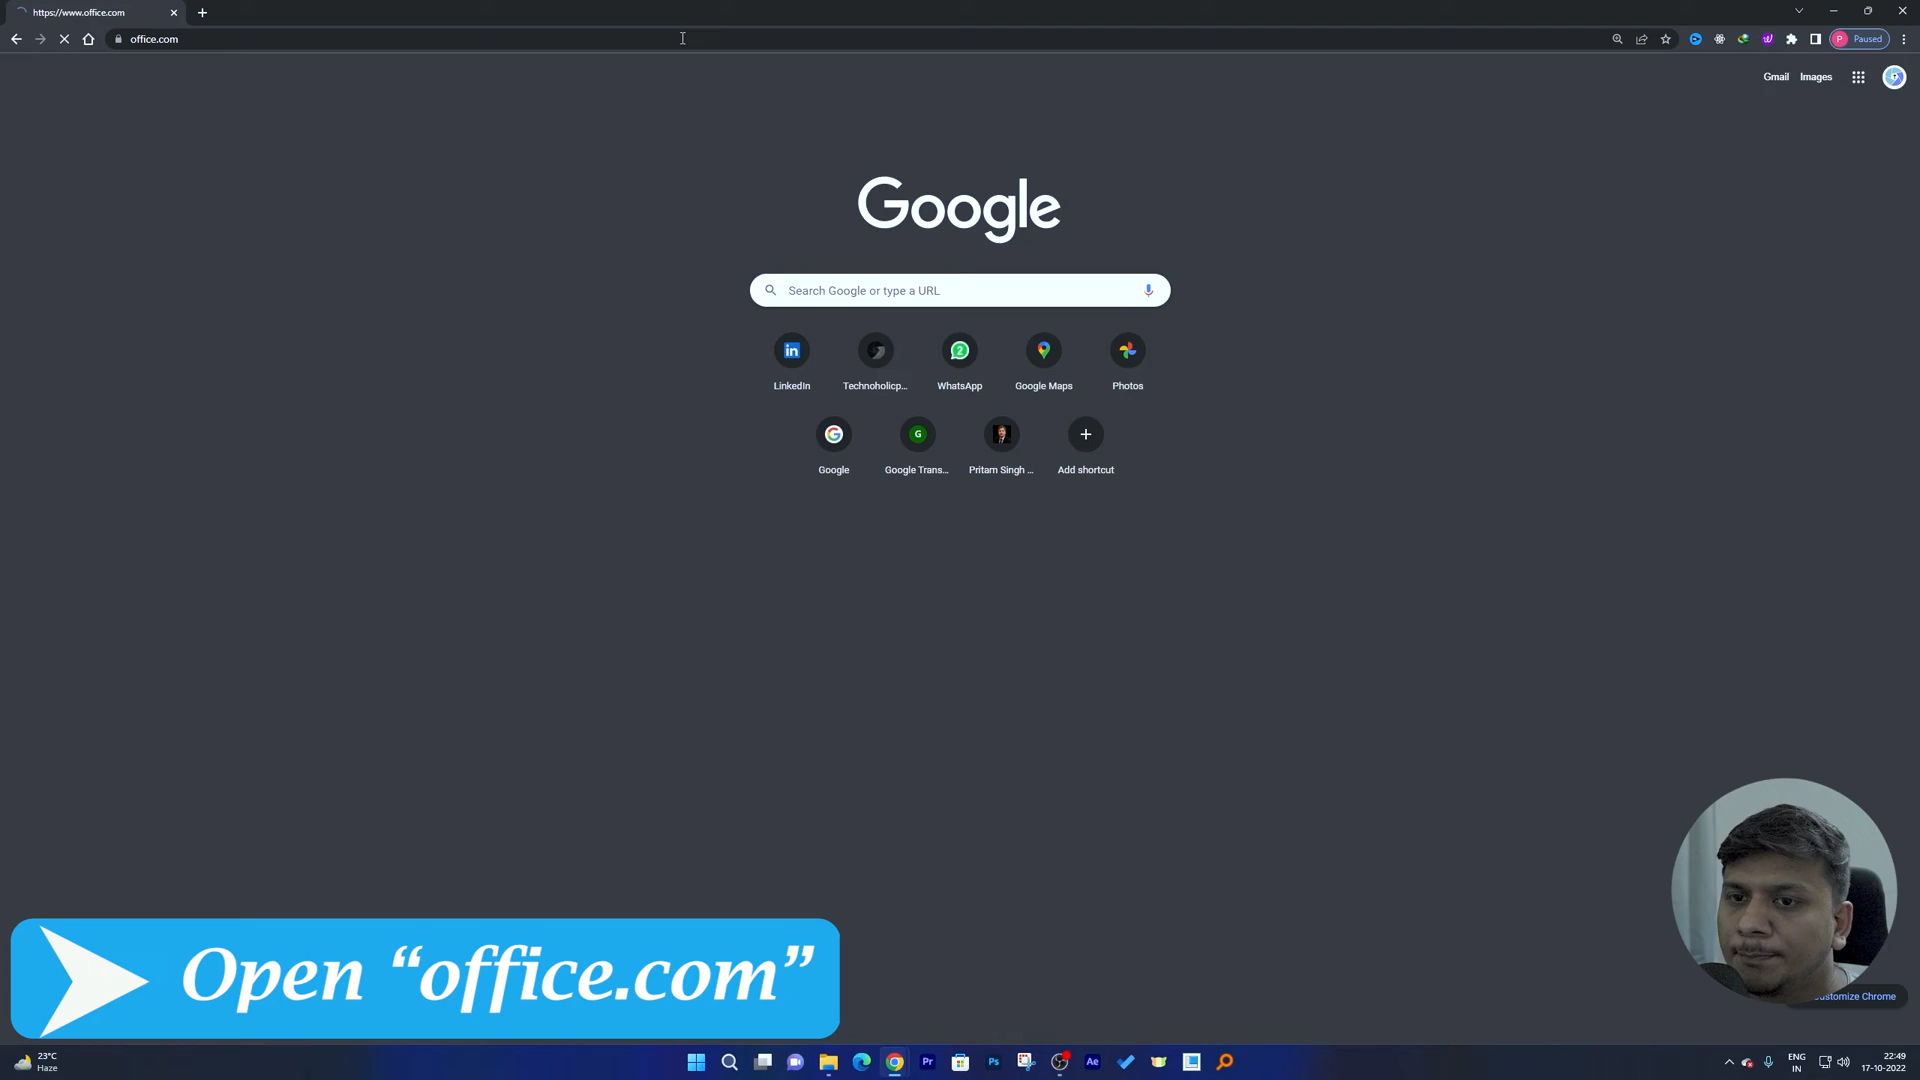 https://www.office.com
office.com
Paused
Gmail Images
Google
Search Google or type a URL
LinkedIn
Technoholicp...
WhatsApp
Google Maps
Photos
Google
Google Trans...
Pritam Singh ...
Add shortcut
Open “office.com”
ustomize Chrome
23°C
Haze
ENG
IN
22:49
17-10-2022